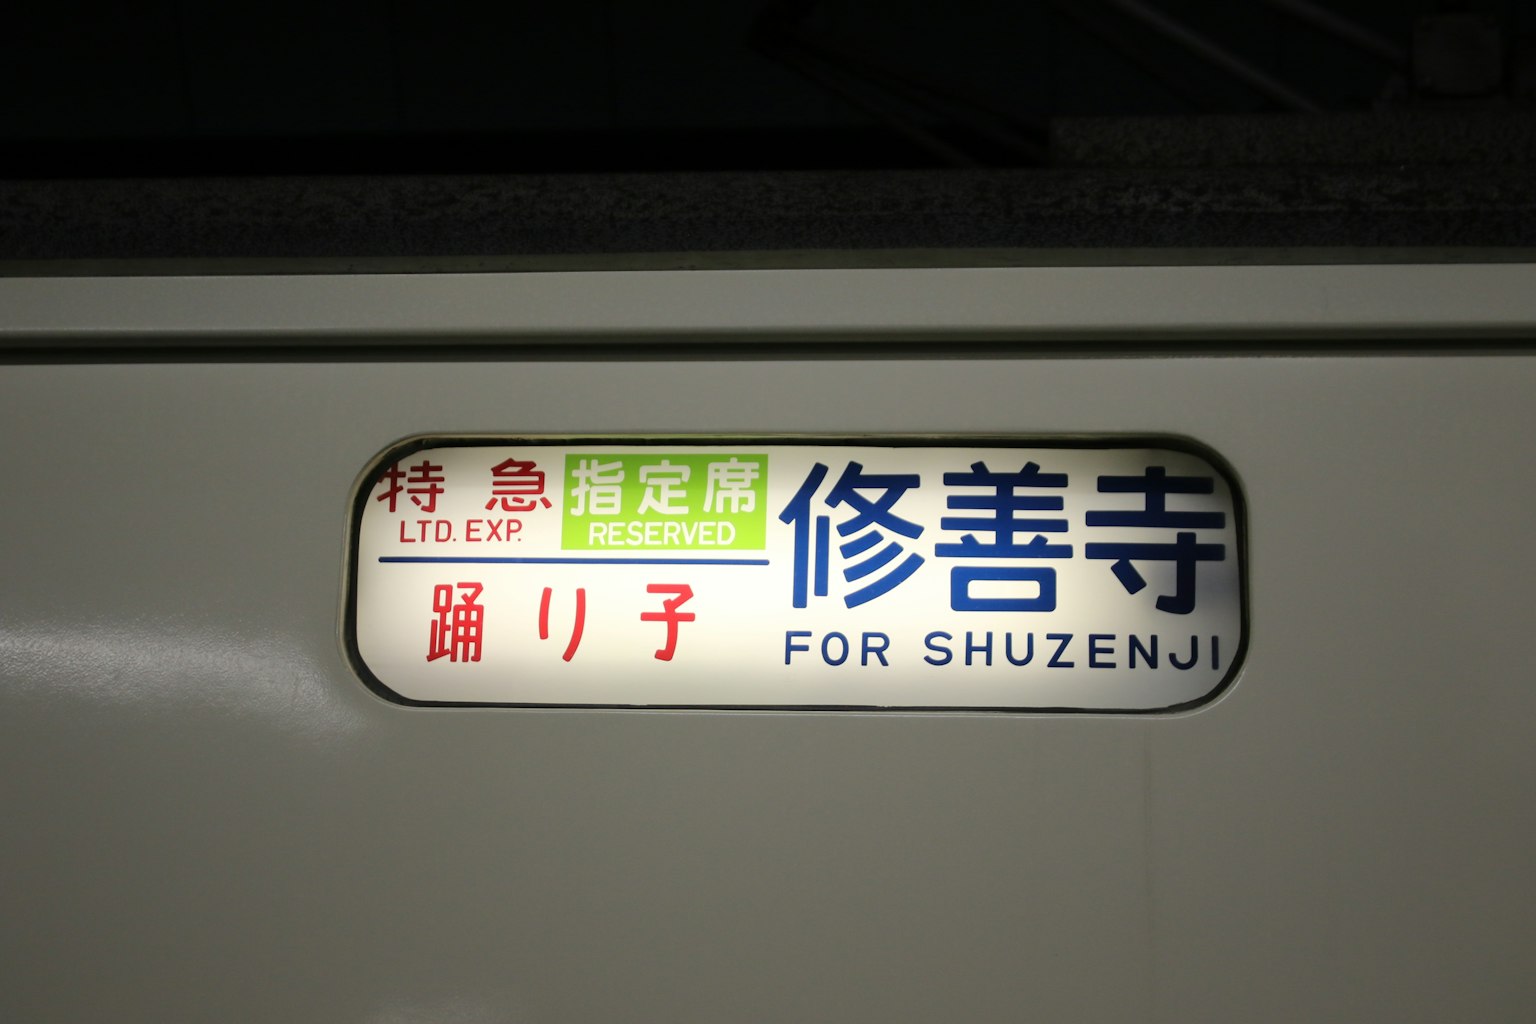 特急
LTD. EXP.
指定席
RESERVED
踊り子
修善寺
FOR SHUZENJI